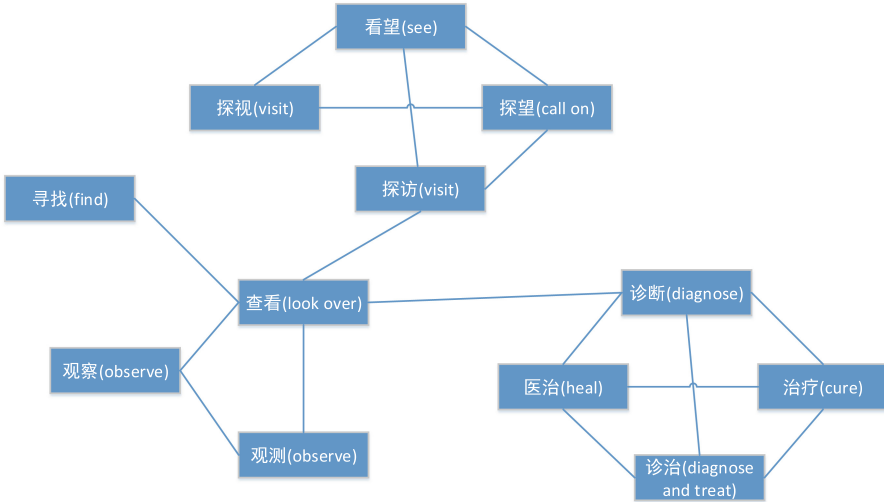 看望(see)
探视(visit)
探望(call on)
探访(visit)
寻找(find)
查看(look over)
诊断(diagnose)
观察(observe)
医治(heal)
治疗(cure)
观测(observe)
诊治(diagnose
and treat)